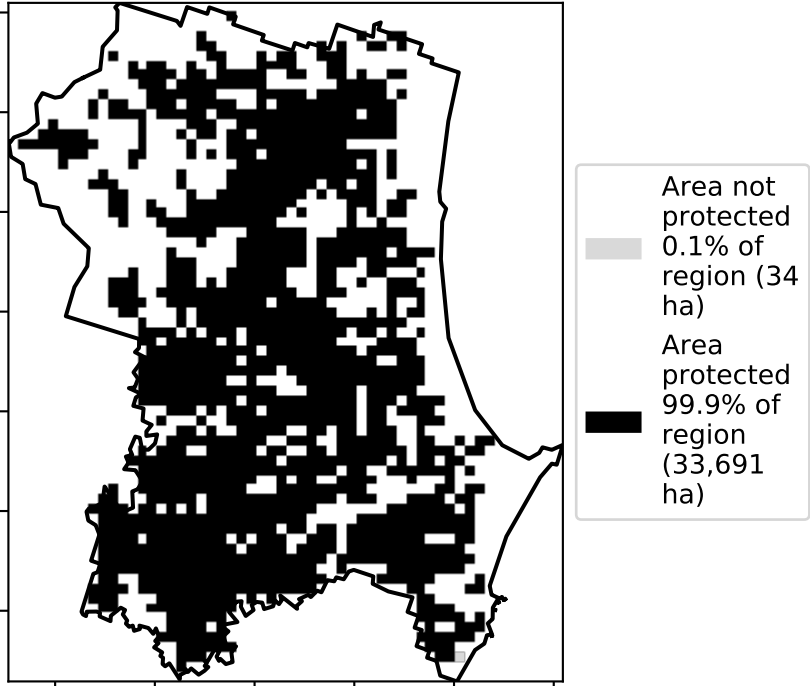 Area not
protected
0.1% of
region (34
ha)
Area
protected
99.9% of
region
(33,691
ha)